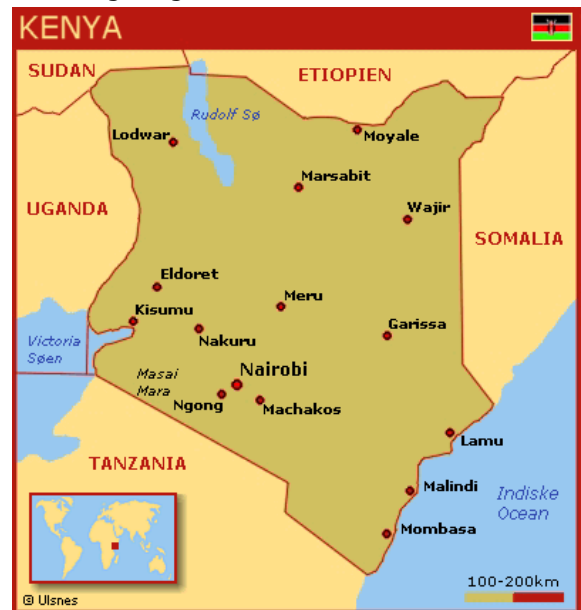 KENYA
SUDAN
ETIOPIEN
Rudolf Sø
Lodwar
Moyale
Marsabit
UGANDA
Wajir
SOMALIA
Eldoret
Meru
Kisumu
Garissa
Nakuru
Victoria
Søen
Masai
Mara
Nairobi
Ngong
Machakos
Lamu
TANZANIA
Malindi
Indiske
Ocean
Mombasa
100-200km
© Ulsnes